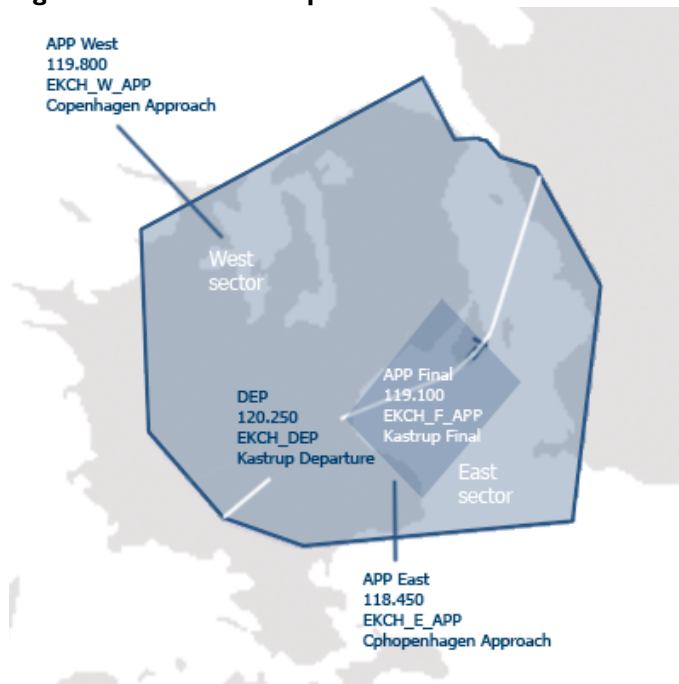 APP West
119.800
EKCH_W_APP
Copenhagen Approach
West
sector
APP Final
119.100
EKCH_F_APP
Kastrup Final
DEP
120.250
EKCH_DEP
Kastrup Departure
East
sector
APP East
118.450
EKCH_E_APP
Cphopenhagen Approach